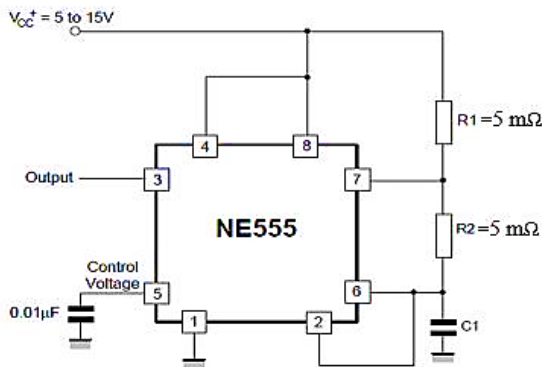 VCC+ = 5 to 15V
R1 =5 mΩ
4
8
Output
3
7
NE555
R2 =5 mΩ
Control
Voltage
5
6
0.01µF
1
2
C1